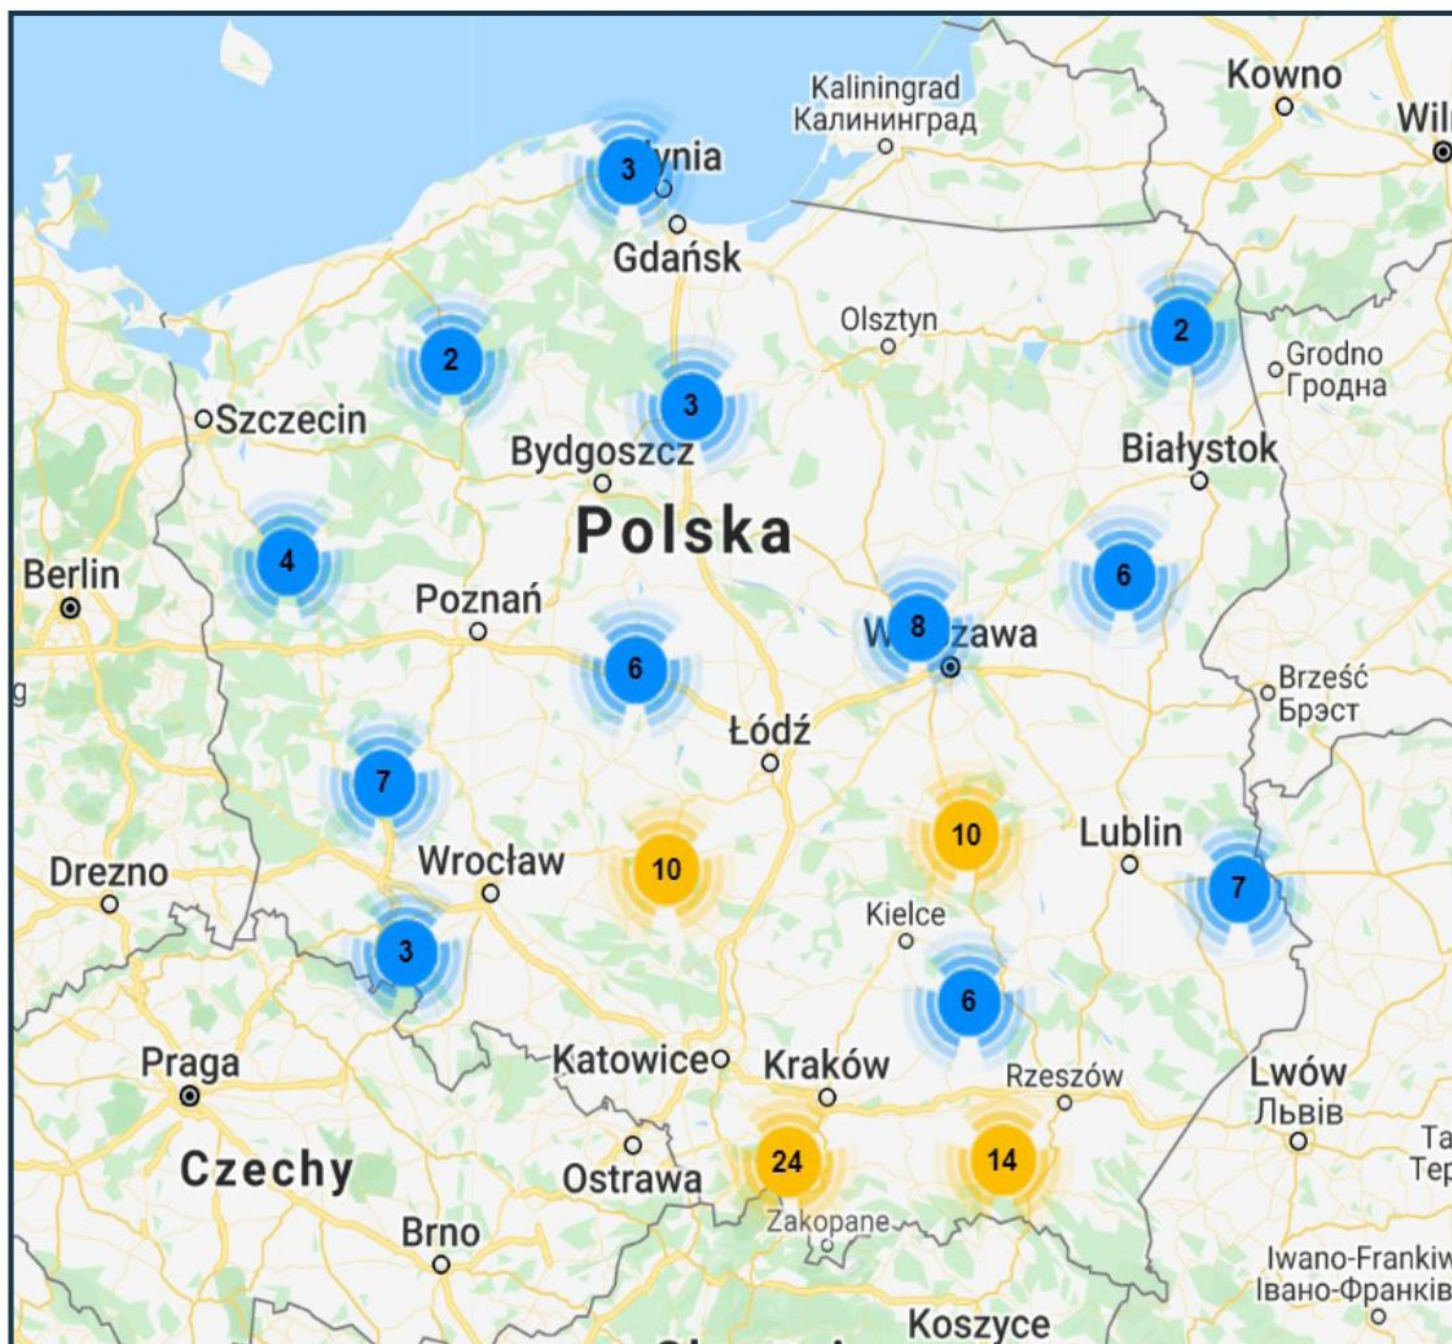 Kowno
Kaliningrad
Калининград
3
Gdańsk
2
Olsztyn
2
Grodno
Гродна
3
Szczecin
Bydgoszcz
Białystok
Polska
4
Berlin
6
Poznań
8
6
Brześć
Брэст
Łódź
7
10
10
Lublin
Wrocław
Drezno
7
Kielce
3
6
Praga
Katowice
Kraków
Rzeszów
Lwów
Львів
Czechy
Ostrawa
24
14
Zakopane
Brno
Iwano-Frankiw
Івано-Франків
Koszyce